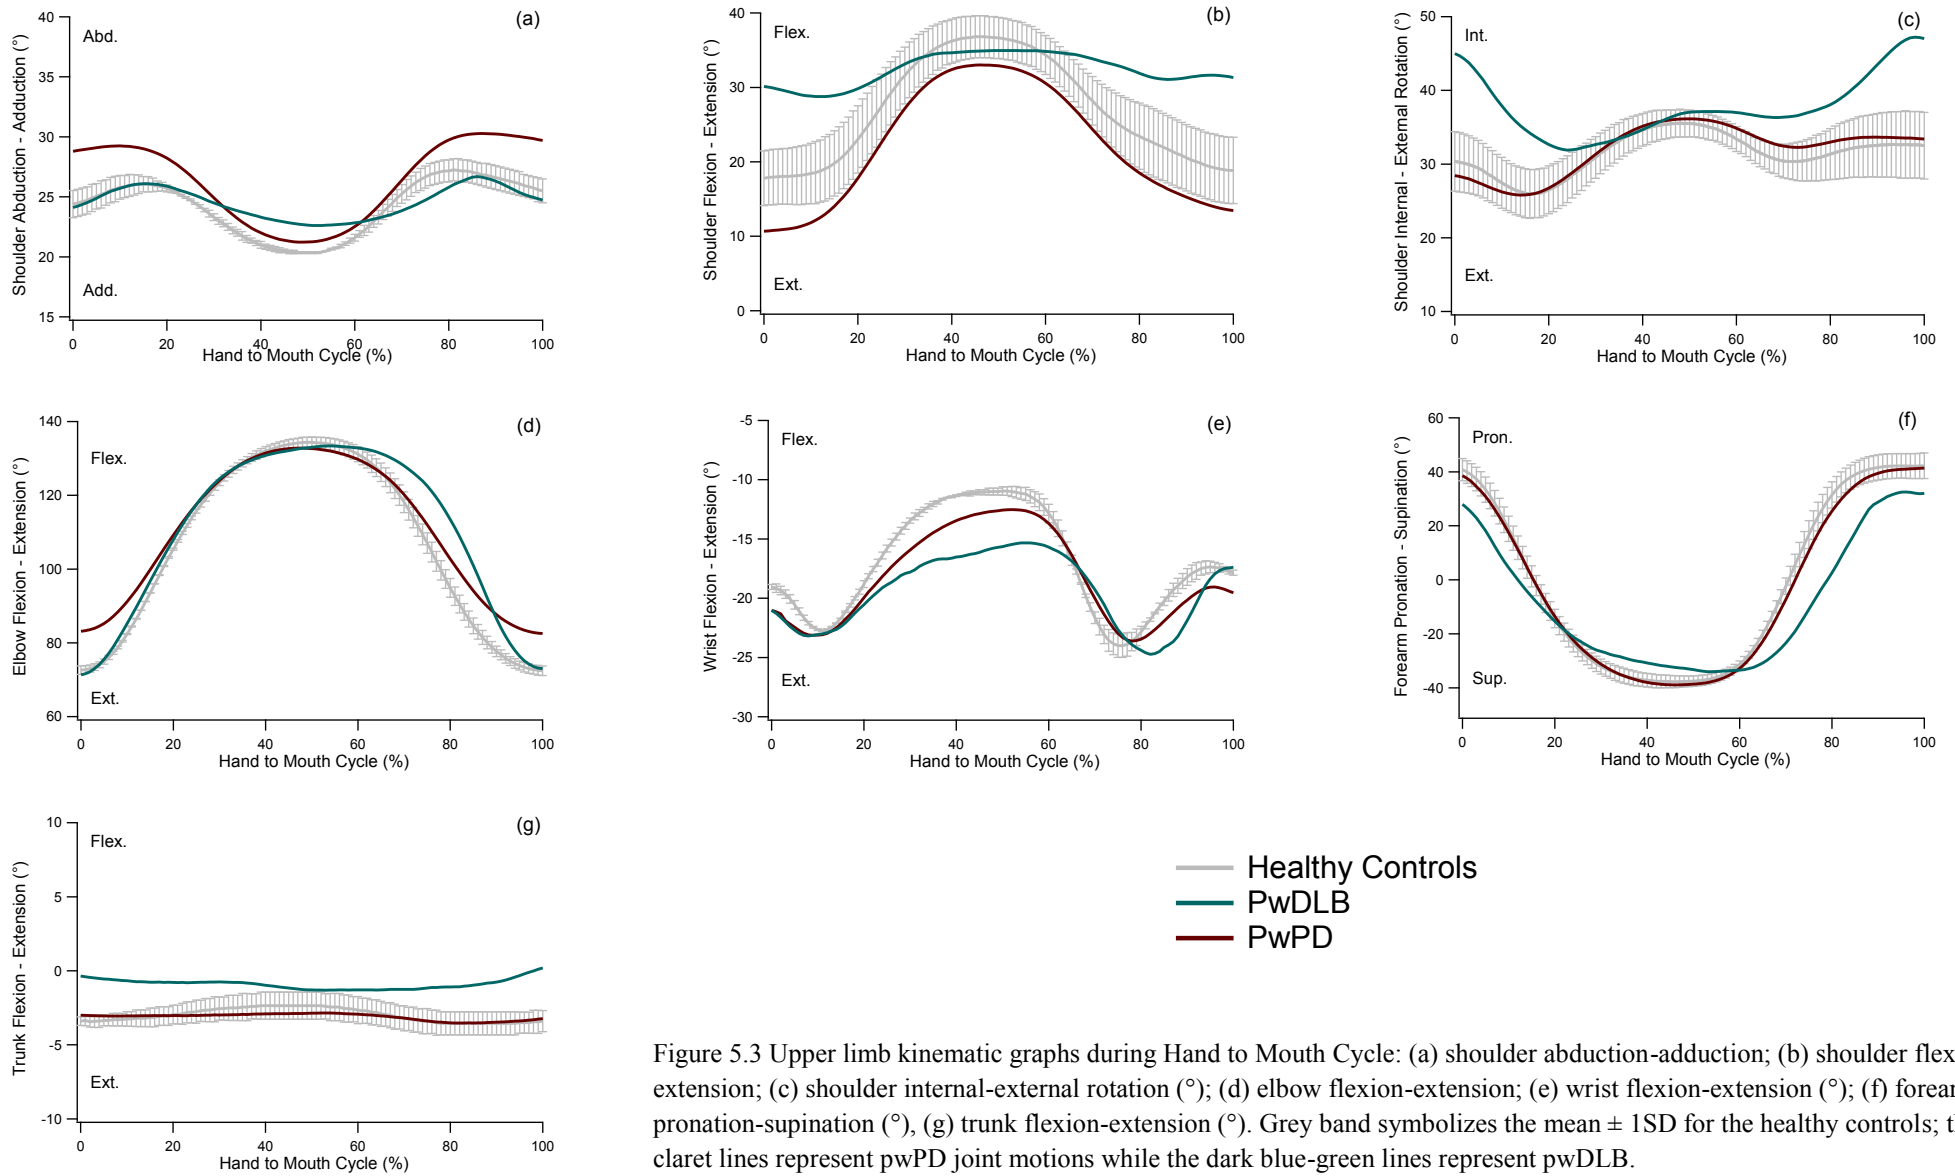 (a)
40
35
30
25
20
15
Abd.
Add.
Shoulder Abduction - Adduction (°)
0 20 40 60 80 100
Hand to Mouth Cycle (%)
(b)
40
30
20
10
0
Flex.
Ext.
Shoulder Flexion - Extension (°)
0 20 40 60 80 100
Hand to Mouth Cycle (%)
(c)
50
40
30
20
10
Int.
Ext.
Shoulder Internal - External Rotation (°)
0 20 40 60 80 100
Hand to Mouth Cycle (%)
(d)
140
120
100
80
60
Flex.
Ext.
Elbow Flexion - Extension (°)
0 20 40 60 80 100
Hand to Mouth Cycle (%)
(e)
-5
-10
-15
-20
-25
-30
Flex.
Ext.
Wrist Flexion - Extension (°)
0 20 40 60 80 100
Hand to Mouth Cycle (%)
(f)
60
40
20
0
-20
-40
Pron.
Sup.
Forearm Pronation - Supination (°)
0 20 40 60 80 100
Hand to Mouth Cycle (%)
(g)
10
5
0
-5
-10
Flex.
Ext.
Trunk Flexion - Extension (°)
0 20 40 60 80 100
Hand to Mouth Cycle (%)
Healthy Controls
PwDLB
PwPD
Figure 5.3 Upper limb kinematic graphs during Hand to Mouth Cycle: (a) shoulder abduction-adduction; (b) shoulder flex
extension; (c) shoulder internal-external rotation (°); (d) elbow flexion-extension; (e) wrist flexion-extension (°); (f) forear
pronation-supination (°), (g) trunk flexion-extension (°). Grey band symbolizes the mean ± 1SD for the healthy controls; t
claret lines represent pwPD joint motions while the dark blue-green lines represent pwDLB.